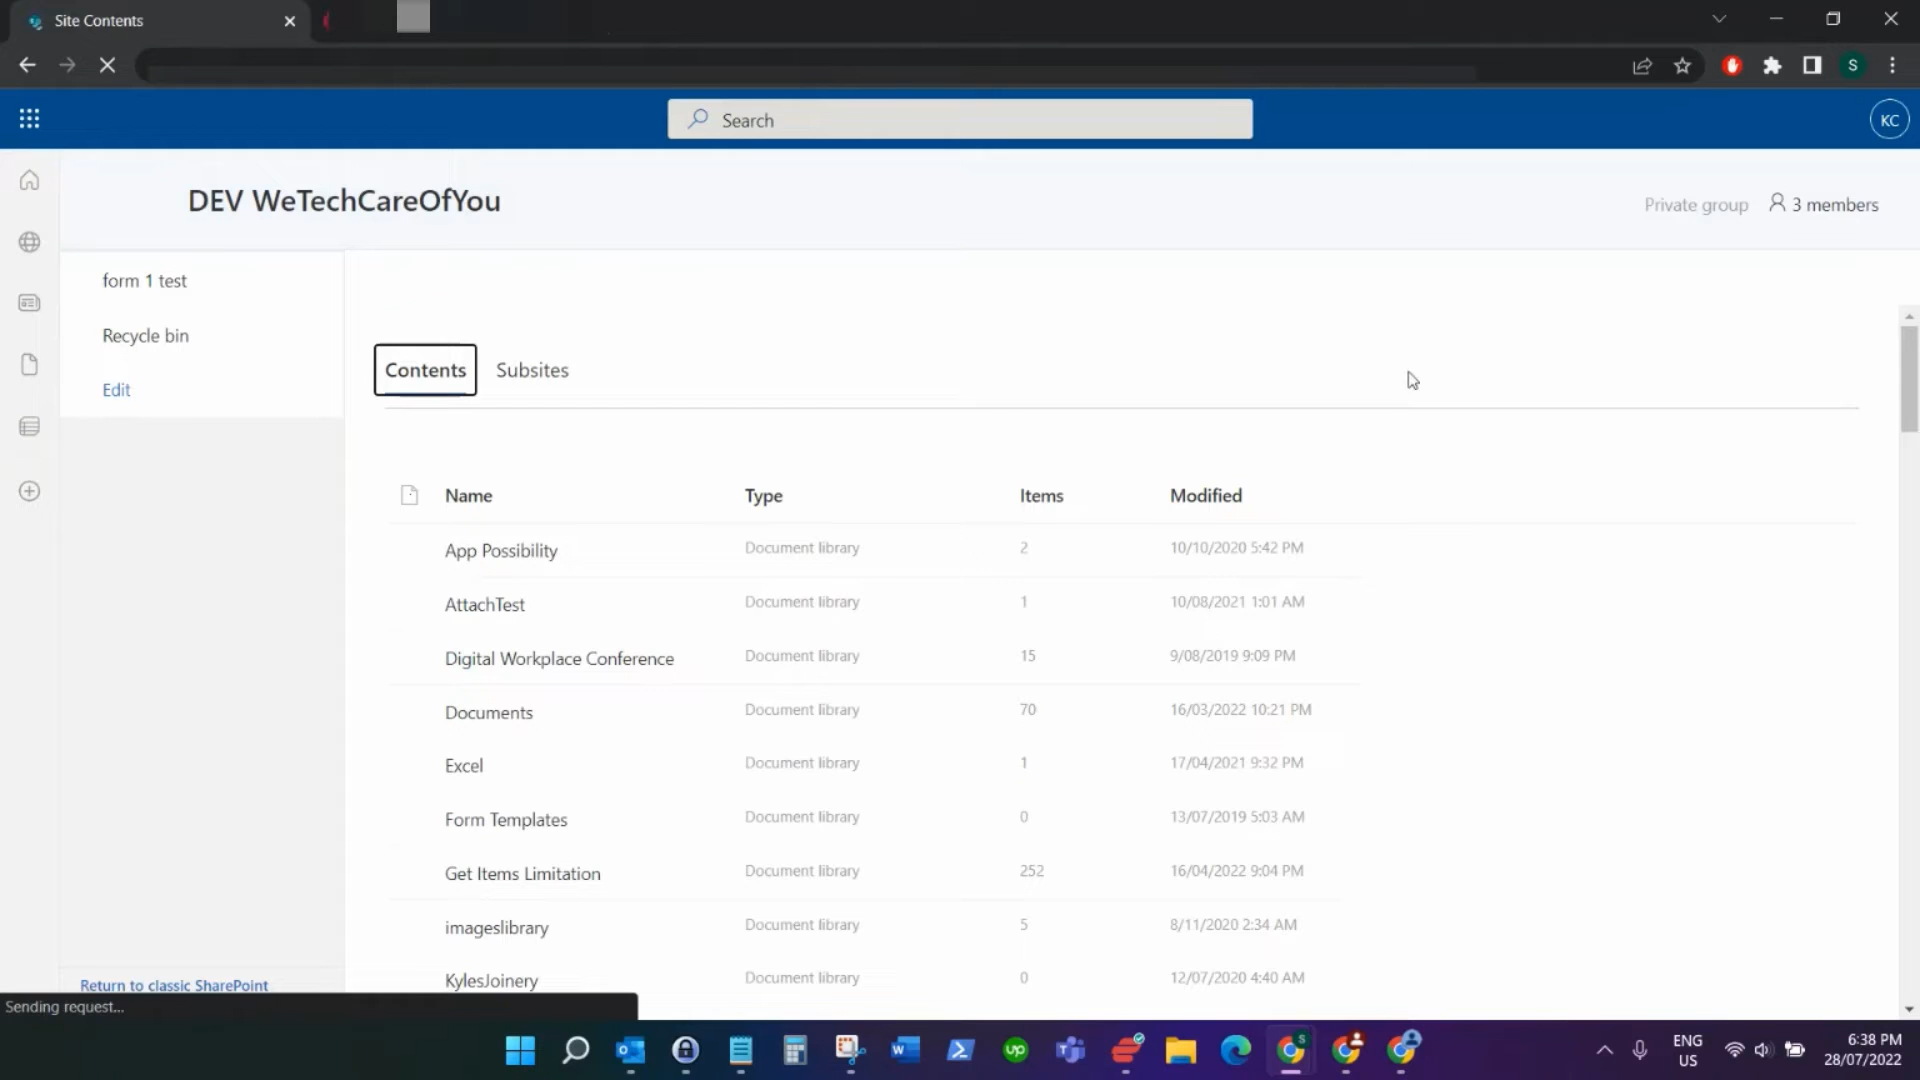 Site Contents
S
Search
KC
DEV WeTechCareOfYou
Private group 3 members
form 1 test
Recycle bin
Edit
Contents Subsites
Name Type Items Modified
App Possibility Document library 2 10/10/2020 5:42 PM
AttachTest Document library 1 10/08/2021 1:01 AM
Digital Workplace Conference Document library 15 9/08/2019 9:09 PM
Documents Document library 70 16/03/2022 10:21 PM
Excel Document library 1 17/04/2021 9:32 PM
Form Templates Document library 0 13/07/2019 5:03 AM
Get Items Limitation Document library 252 16/04/2022 9:04 PM
imageslibrary Document library 5 8/11/2020 2:34 AM
KylesJoinery Document library 0 12/07/2020 4:40 AM
Return to classic SharePoint
Sending request...
ENG
US
6:38 PM
28/07/2022